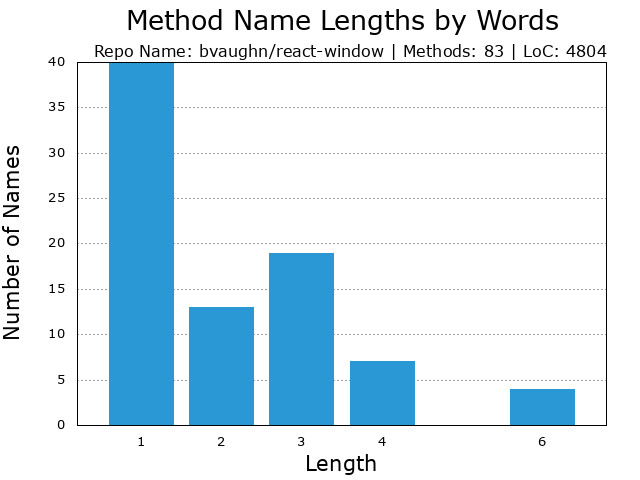 Method Name Lengths by Words
Repo Name: bvaughn/react-window | Methods: 83 | LoC: 4804
Number of Names
40
35
30
25
20
15
10
5
0
1 2 3 4 6
Length